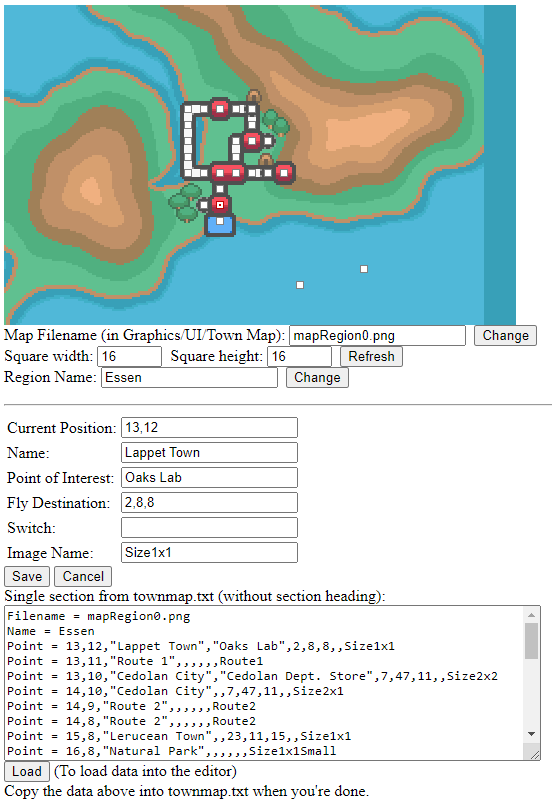 Map Filename (in Graphics/UI/Town Map): mapRegion0.png Change
Square width: 16 Square height: 16 Refresh
Region Name: Essen Change
Current Position: 13,12
Name: Lappet Town
Point of Interest: Oaks Lab
Fly Destination: 2,8,8
Switch:
Image Name: Size1x1
Save Cancel
Single section from townmap.txt (without section heading):
Filename = mapRegion0.png
Name = Essen
Point = 13,12,"Lappet Town","Oaks Lab",2,8,8,,Size1x1
Point = 13,11,"Route 1",,,,,,Route1
Point = 13,10,"Cedolan City","Cedolan Dept. Store",7,47,11,,Size2x2
Point = 14,10,"Cedolan City",,7,47,11,,Size2x1
Point = 14,9,"Route 2",,,,,,Route2
Point = 14,8,"Route 2",,,,,,Route2
Point = 15,8,"Lerucean Town",,23,11,15,,Size1x1
Point = 16,8,"Natural Park",,,,,,Size1x1Small
Load (To load data into the editor)
Copy the data above into townmap.txt when you're done.